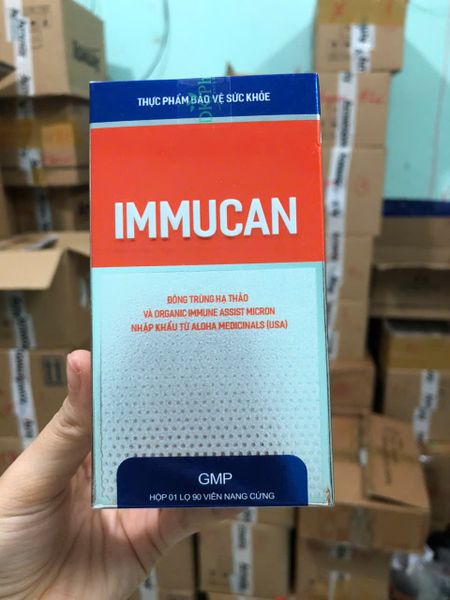 THỰC PHẨM BẢO VỆ SỨC KHỎE
IMMUCAN
ĐÔNG TRÙNG HẠ THẢO
VÀ ORGANIC IMMUNE ASSIST MICRON
NHẬP KHẨU TỪ ALOHA MEDICINALS (USA)
GMP
HỘP 01 LỌ 90 VIÊN NANG CỨNG